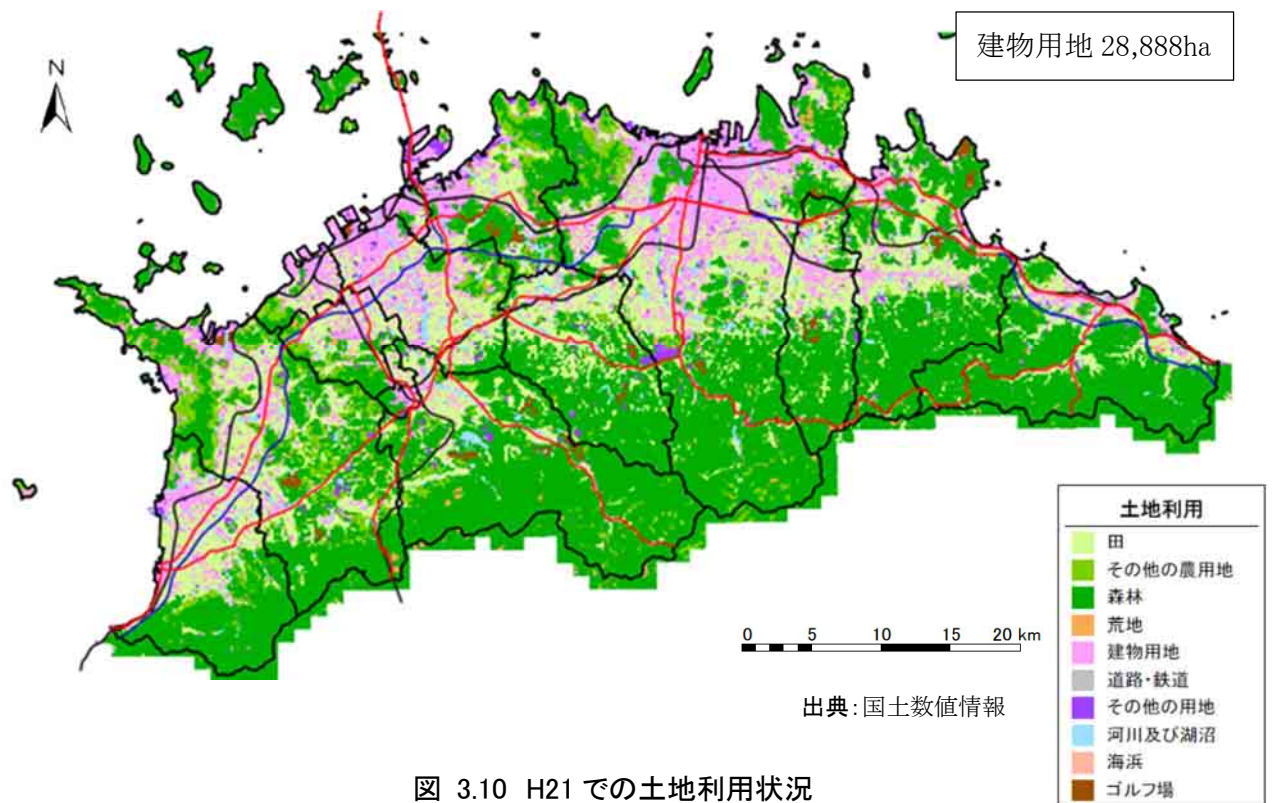 建物用地 28,888ha
N
0 5 10 15 20 km
出典:国土数値情報
土地利用
田
その他の農用地
森林
荒地
建物用地
道路・鉄道
その他の用地
河川及び湖沼
海浜
ゴルフ場
図 3.10 H21 での土地利用状況